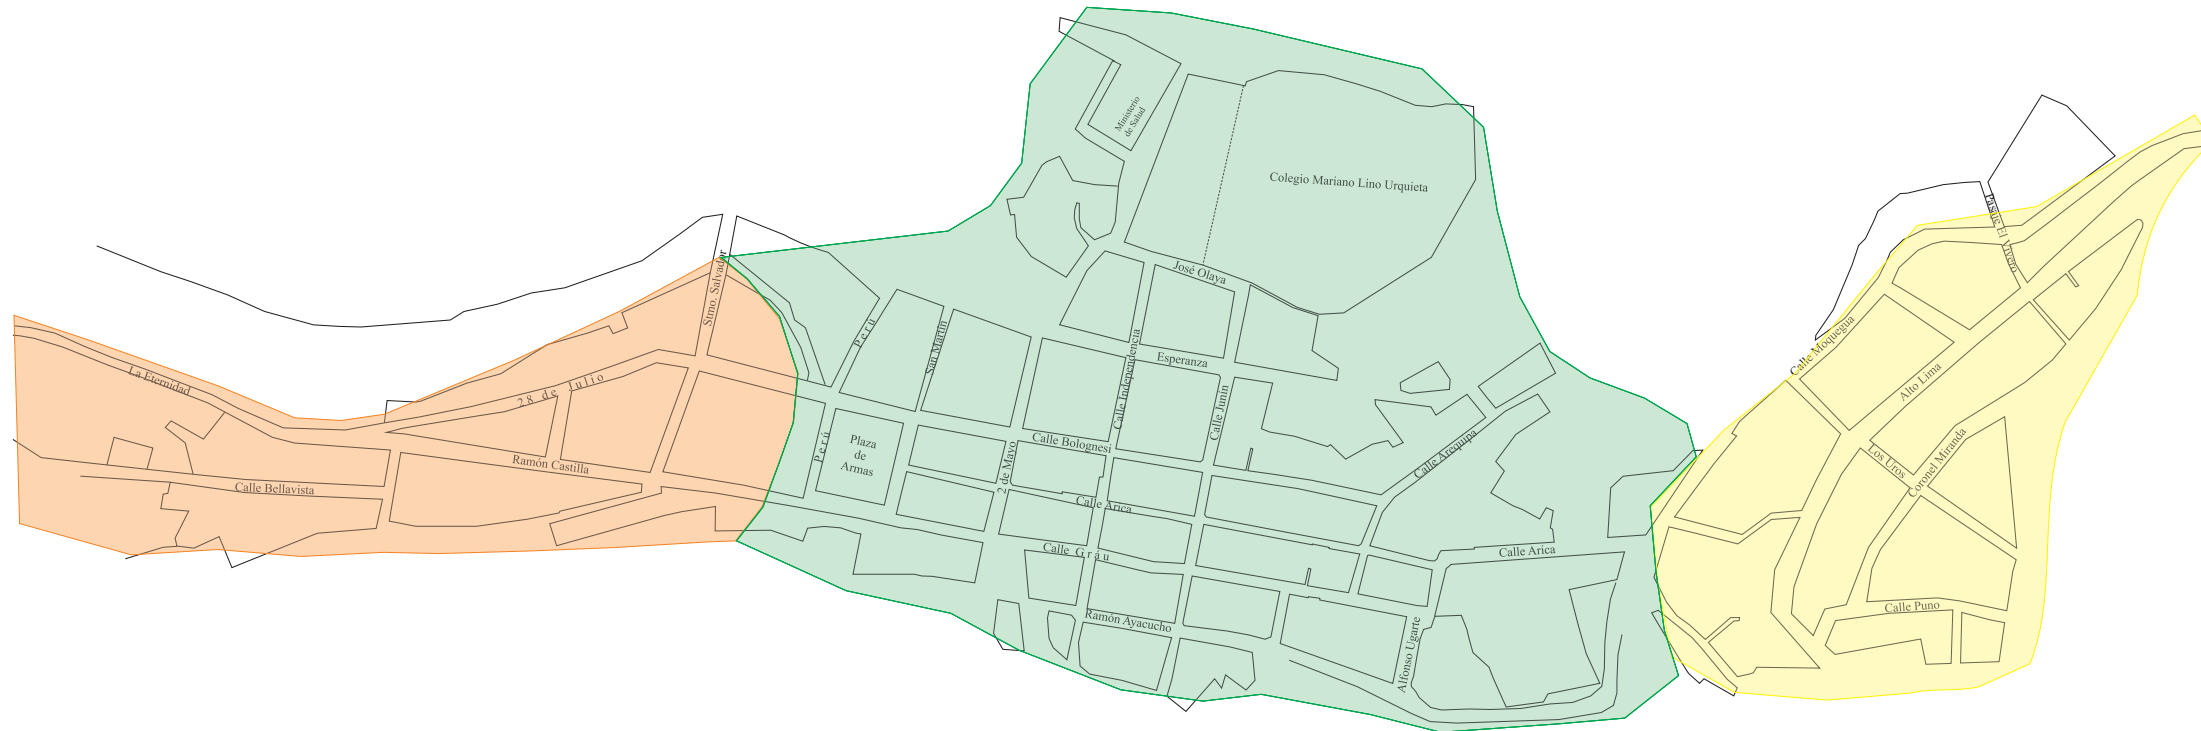 Ministerio
de Salud
Colegio Mariano Lino Urquieta
Pasaje El Vivero
José Olaya
Stmo. Salvador
Perú
San Martín
Calle Independencia
Esperanza
Calle Moquegua
La Eternidad
28 de Julio
Alto Lima
Calle Junín
Perú
Plaza
de
Armas
Calle Bolognesi
2 de Mayo
Calle Arequipa
Los Uros
Coronel Miranda
Ramón Castilla
Calle Bellavista
Calle Arica
Calle Grau
Calle Arica
Calle Puno
Ramón Ayacucho
Alfonso Ugarte